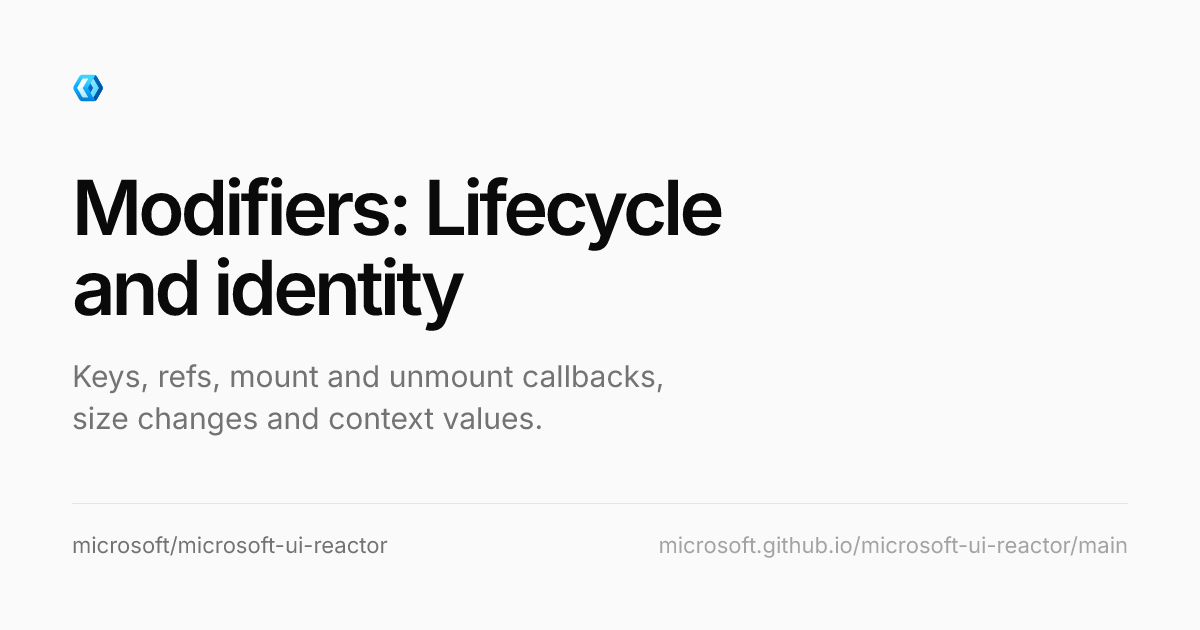 Modifiers: Lifecycle
and identity
Keys, refs, mount and unmount callbacks,
size changes and context values.
microsoft/microsoft-ui-reactor
microsoft.github.io/microsoft-ui-reactor/main